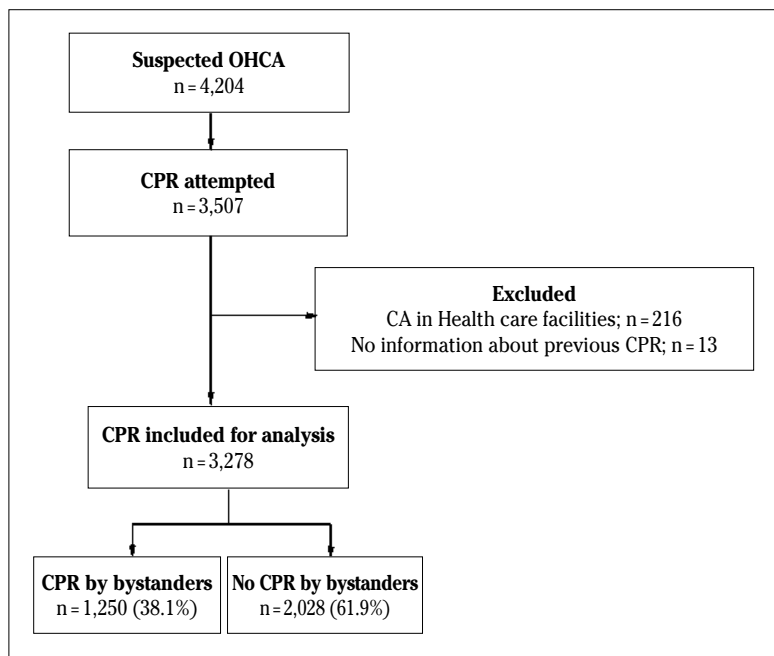 Suspected OHCA
n = 4,204
CPR attempted
n = 3,507
Excluded
CA in Health care facilities; n = 216
No information about previous CPR; n = 13
CPR included for analysis
n = 3,278
CPR by bystanders
n = 1,250 (38.1%)
No CPR by bystanders
n = 2,028 (61.9%)